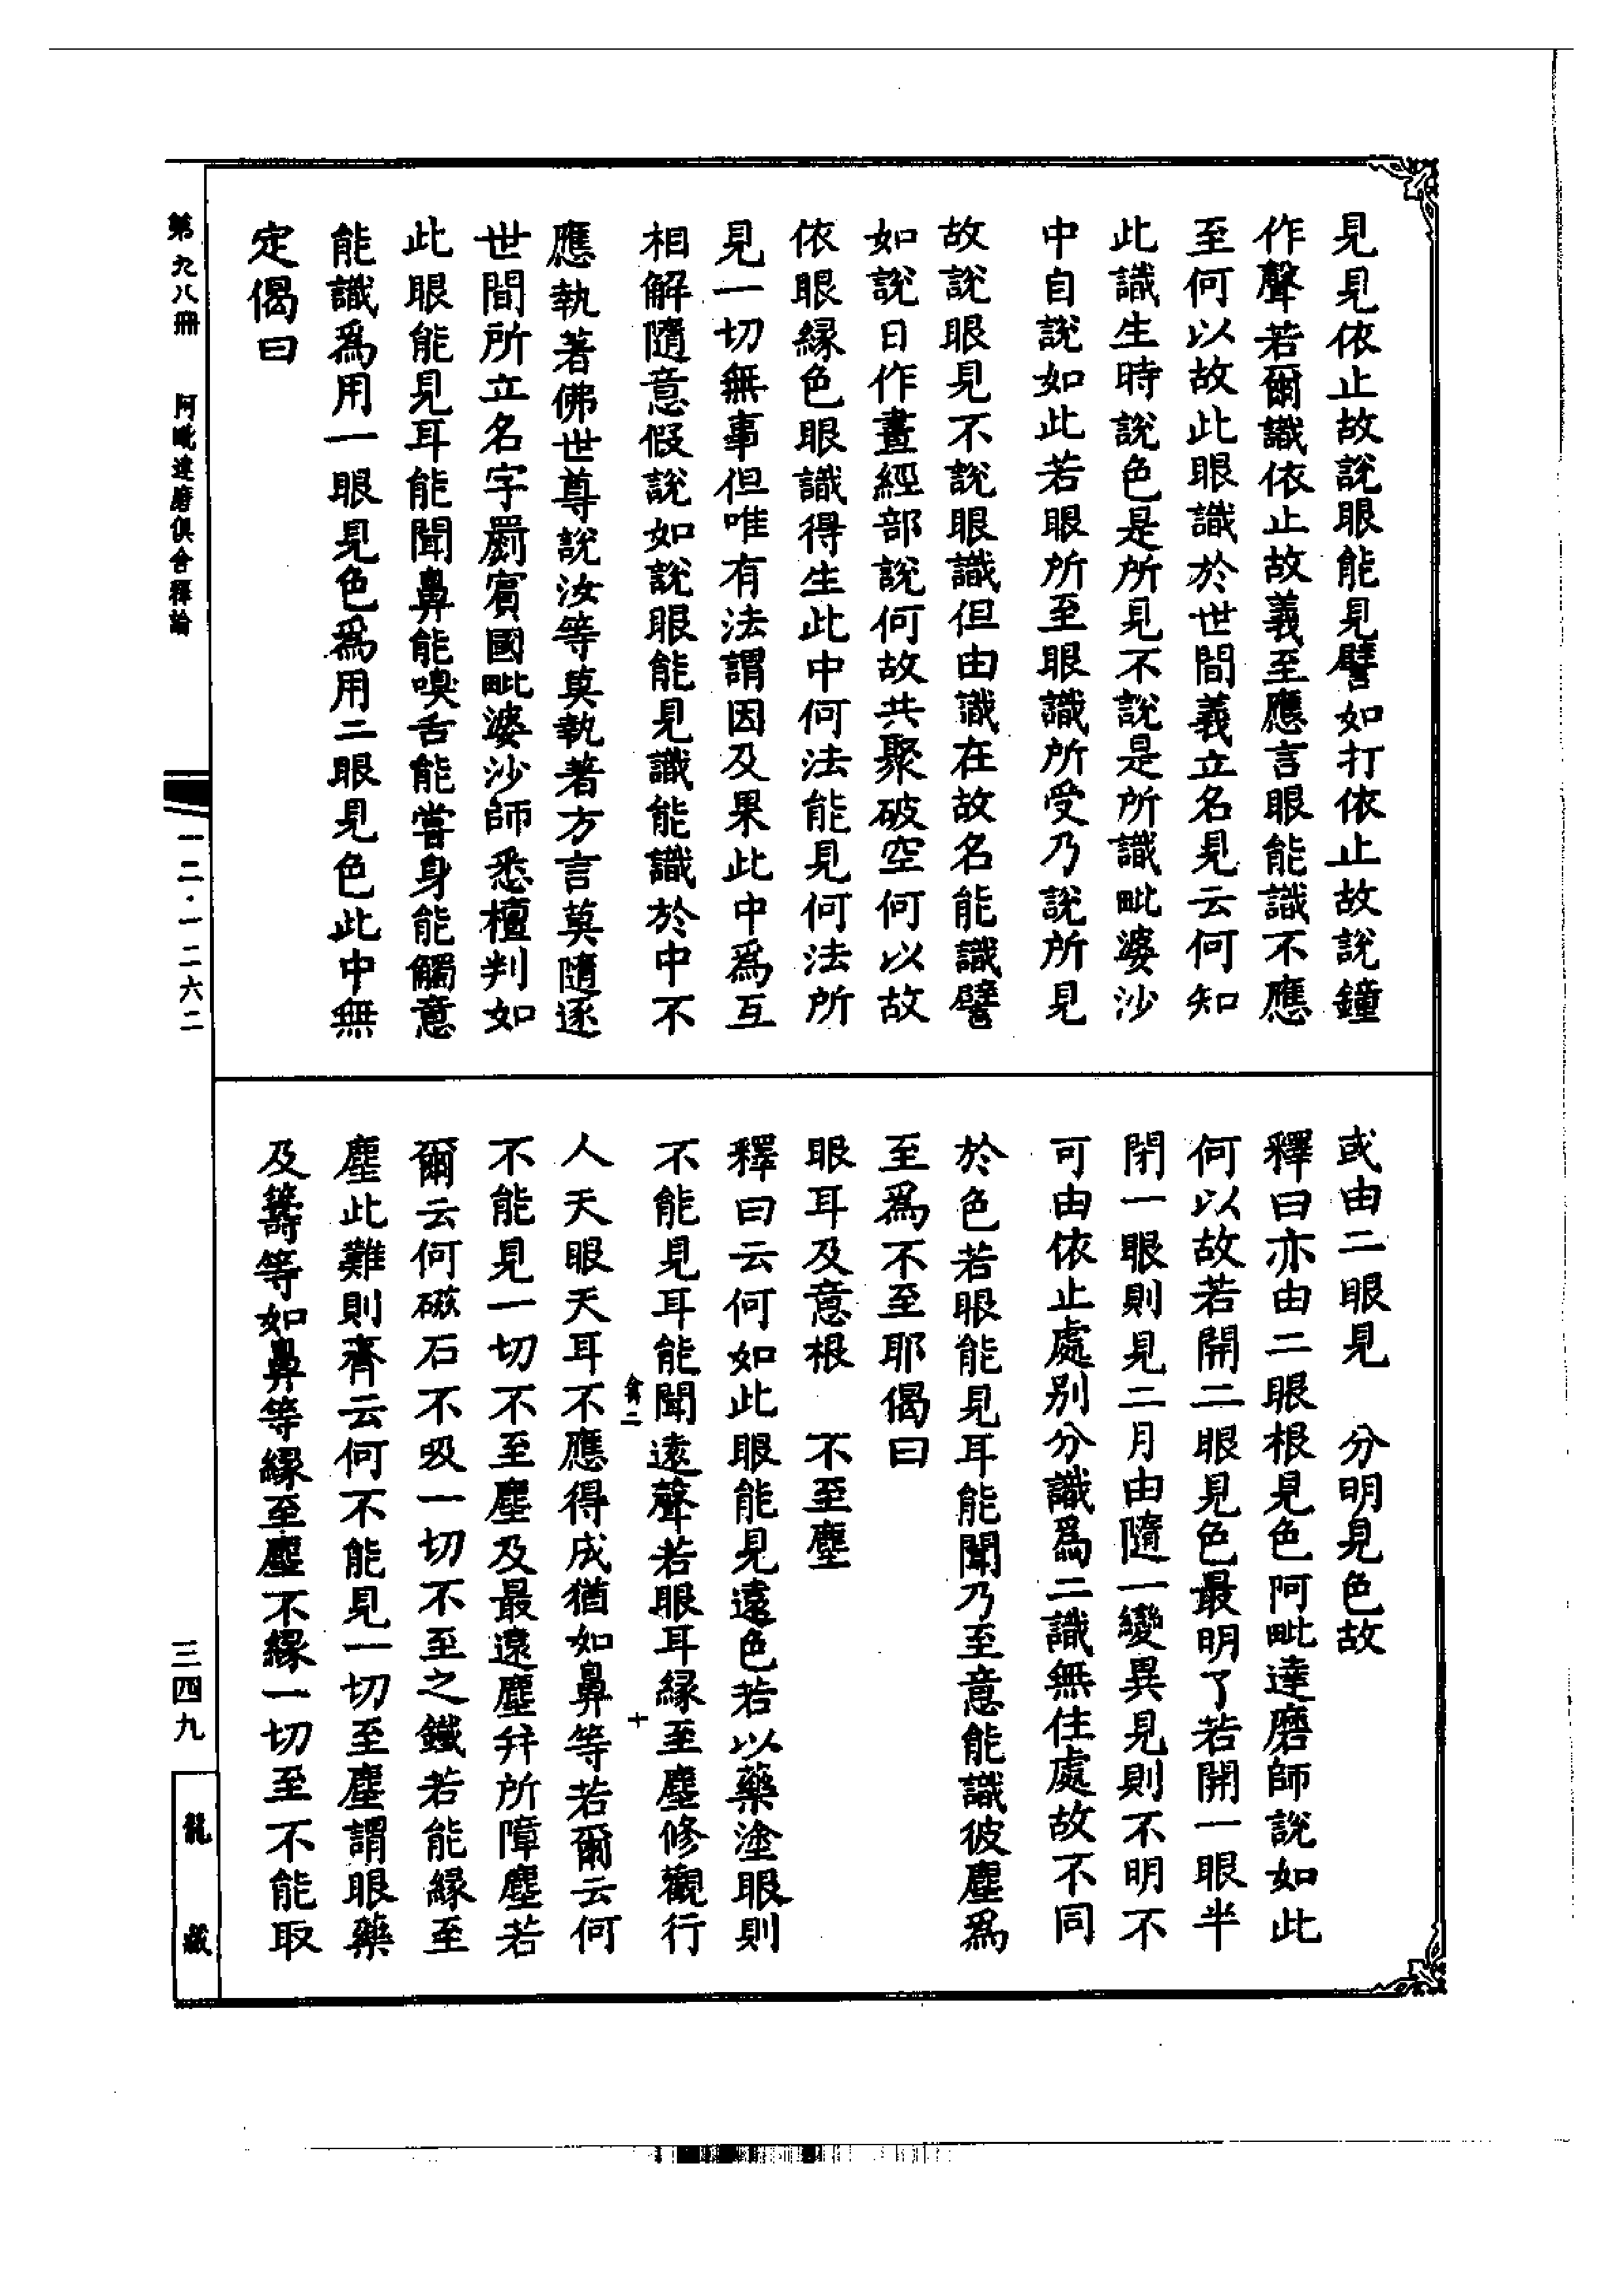 見見依止故說眼能見譬如打依止故說鐘
作聲若爾識依止故義至應言眼能識不應
至何以故此眼識於世間義立名見云何知
此識生時說色是所見不說是所識毗婆沙
中自說如此若眼所至眼識所受乃說所見
故說眼見不說眼識但由識在故名能識譬
如說日作晝經部說何故共聚破空何以故
依眼緣色眼識得生此中何法能見何法所
見一切無事但唯有法謂因及果此中為互
相解隨意假說如說眼能見識能識於中不
應執著佛世尊說汝等莫執著方言莫隨逐
世間所立名字罽賓國毗婆沙師悉檀判如
此眼能見耳能聞鼻能嗅舌能嘗身能觸意
能識爲用一眼見色爲用二眼見色此中無
定偈曰
或由二眼見　分明見色故
釋曰亦由二眼根見色阿毗達磨師說如此
何以故若開二眼見色最明了若開一眼半
閉一眼則見二月由隨一變異見則不明不
可由依止處別分識爲二識無住處故不同
於色若眼能見耳能聞乃至意能識彼塵爲
至爲不至耶偈曰
眼耳及意根　不至塵
釋曰云何如此眼能見遠色若以藥塗眼則
不能見耳能聞遠聲若眼耳緣至塵修觀行
十
人天眼天耳不應得成猶如鼻等若爾云何
不能見一切不至塵及最遠塵幷所障塵若
爾云何磁石不吸一切不至之鐵若能緣至
塵此難則齊云何不能見一切至塵謂眼藥
及籌等如鼻等緣至塵不緣一切至不能取
第九八冊　阿毗達磨俱舍釋論
一二·一二六二
三四九
龍藏